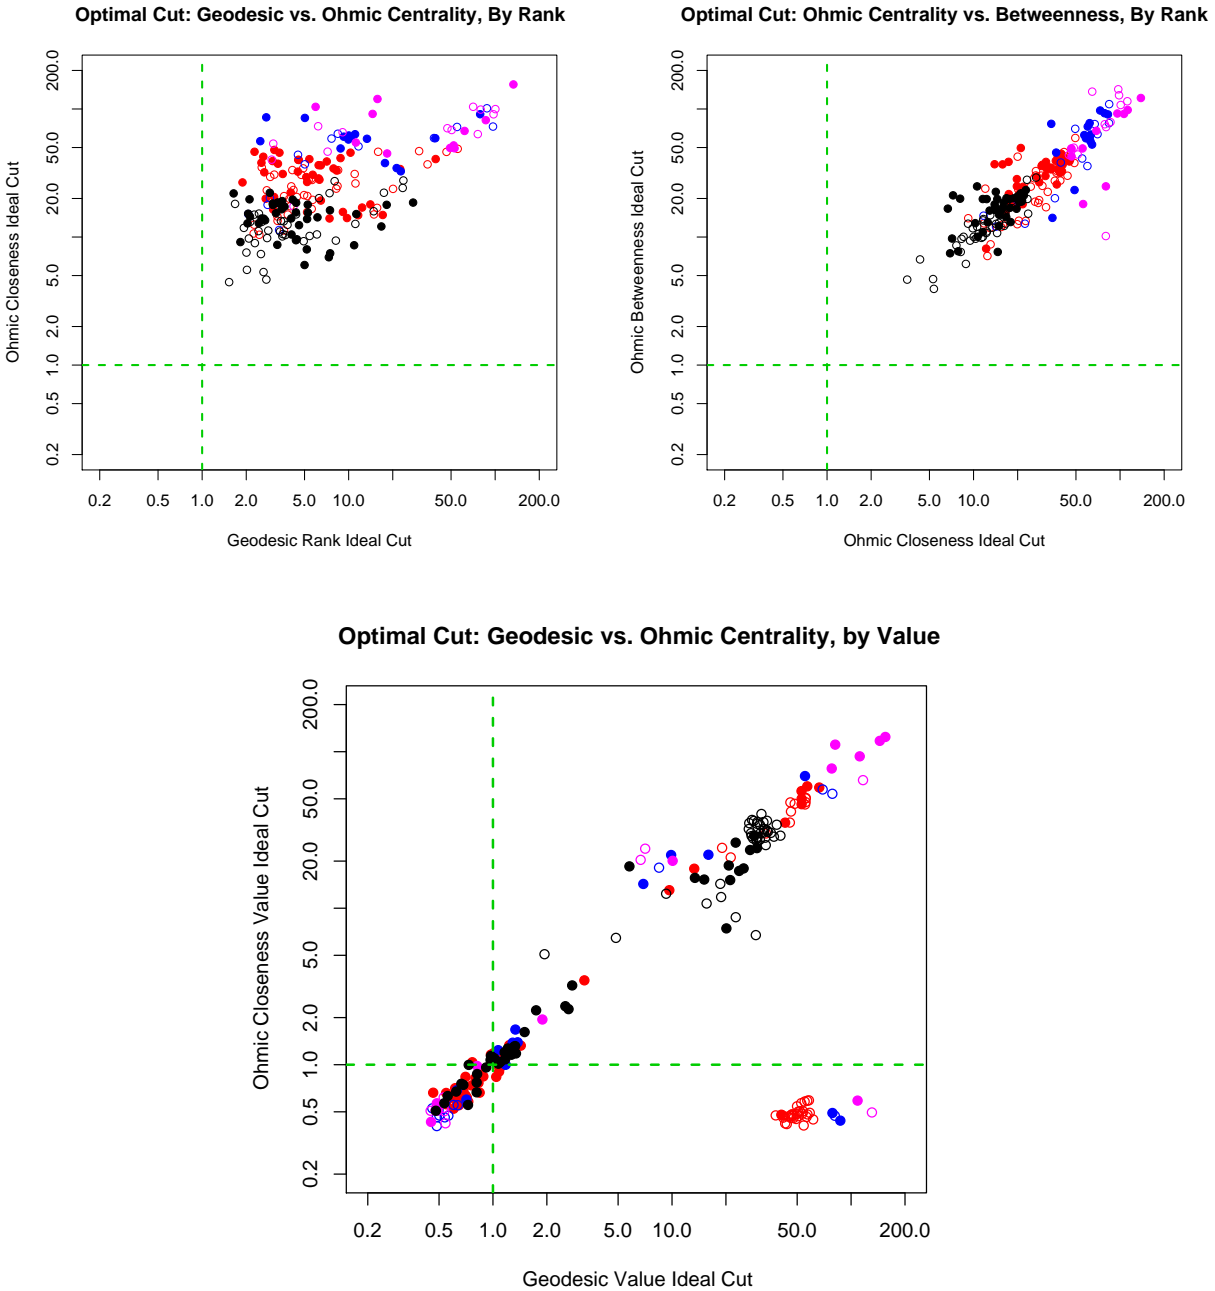 Optimal Cut: Geodesic vs. Ohmic Centrality, By Rank
Ohmic Closeness Ideal Cut
200.0
50.0
20.0
5.0
2.0
1.0
0.5
0.2
0.2 0.5 1.0 2.0 5.0 10.0 50.0 200.0
Geodesic Rank Ideal Cut
Optimal Cut: Ohmic Centrality vs. Betweenness, By Rank
Ohmic Betweenness Ideal Cut
200.0
50.0
20.0
5.0
2.0
1.0
0.5
0.2
0.2 0.5 1.0 2.0 5.0 10.0 50.0 200.0
Ohmic Closeness Ideal Cut
Optimal Cut: Geodesic vs. Ohmic Centrality, by Value
Ohmic Closeness Value Ideal Cut
200.0
50.0
20.0
5.0
2.0
1.0
0.5
0.2
0.2 0.5 1.0 2.0 5.0 10.0 50.0 200.0
Geodesic Value Ideal Cut